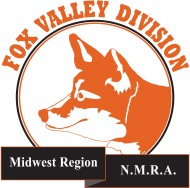 FOX VALLEY DIVISION
Midwest Region
N.M.R.A.